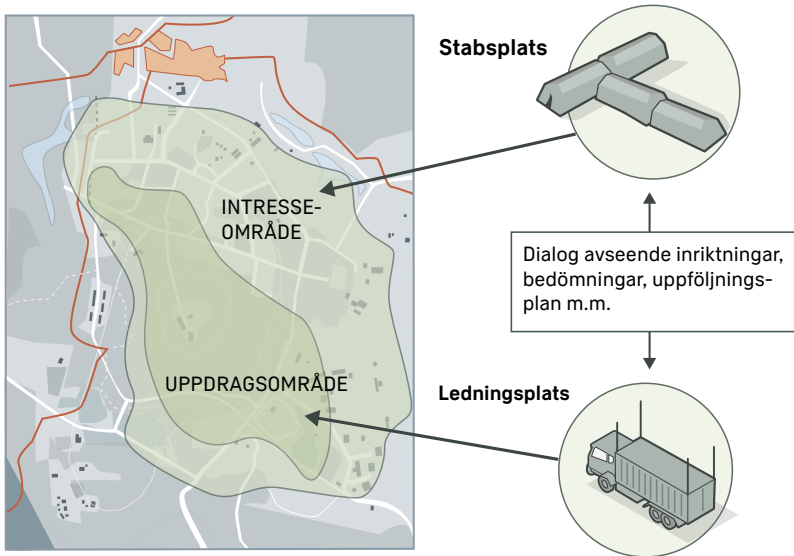 Stabsplats
INTRESSE-
OMRÅDE
Dialog avseende inriktningar,
bedömningar, uppföljnings-
plan m.m.
UPPDRAGSOMRÅDE
Ledningsplats